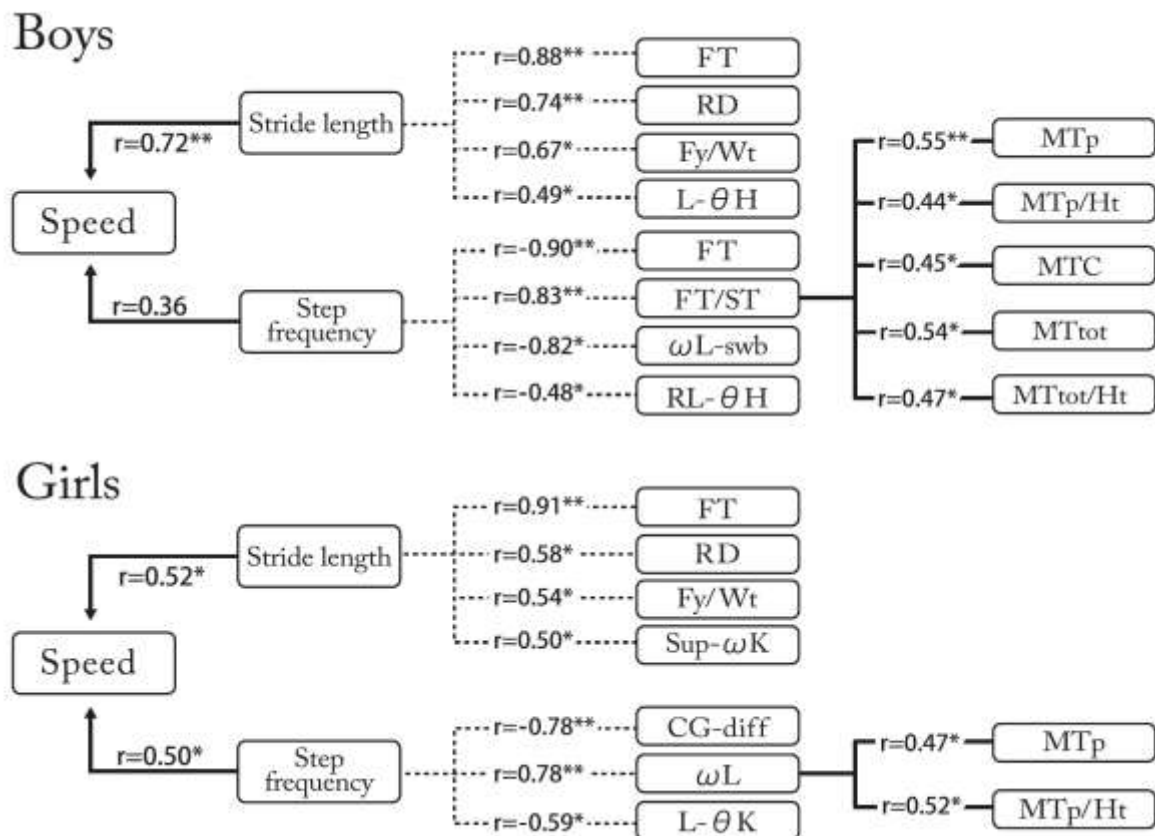 Boys
r=0.88**
FT
r=0.74**
RD
Stride length
r=0.72**
r=0.67*
Fy/Wt
r=0.49*
L-θH
Speed
r=0.36
Step
frequency
r=-0.90**
FT
r=0.83**
FT/ST
r=-0.82*
ωL-swb
r=-0.48*
RL-θH
r=0.55**
MTp
r=0.44*
MTp/Ht
r=0.45*
MTC
r=0.54*
MTtot
r=0.47*
MTtot/Ht
Girls
r=0.91**
FT
Stride length
r=0.52*
r=0.58*
RD
r=0.54*
Fy/Wt
r=0.50*
Sup-ωK
Speed
r=0.50*
Step
frequency
r=-0.78**
CG-diff
r=0.78**
ωL
r=-0.59*
L-θK
r=0.47*
MTp
r=0.52*
MTp/Ht